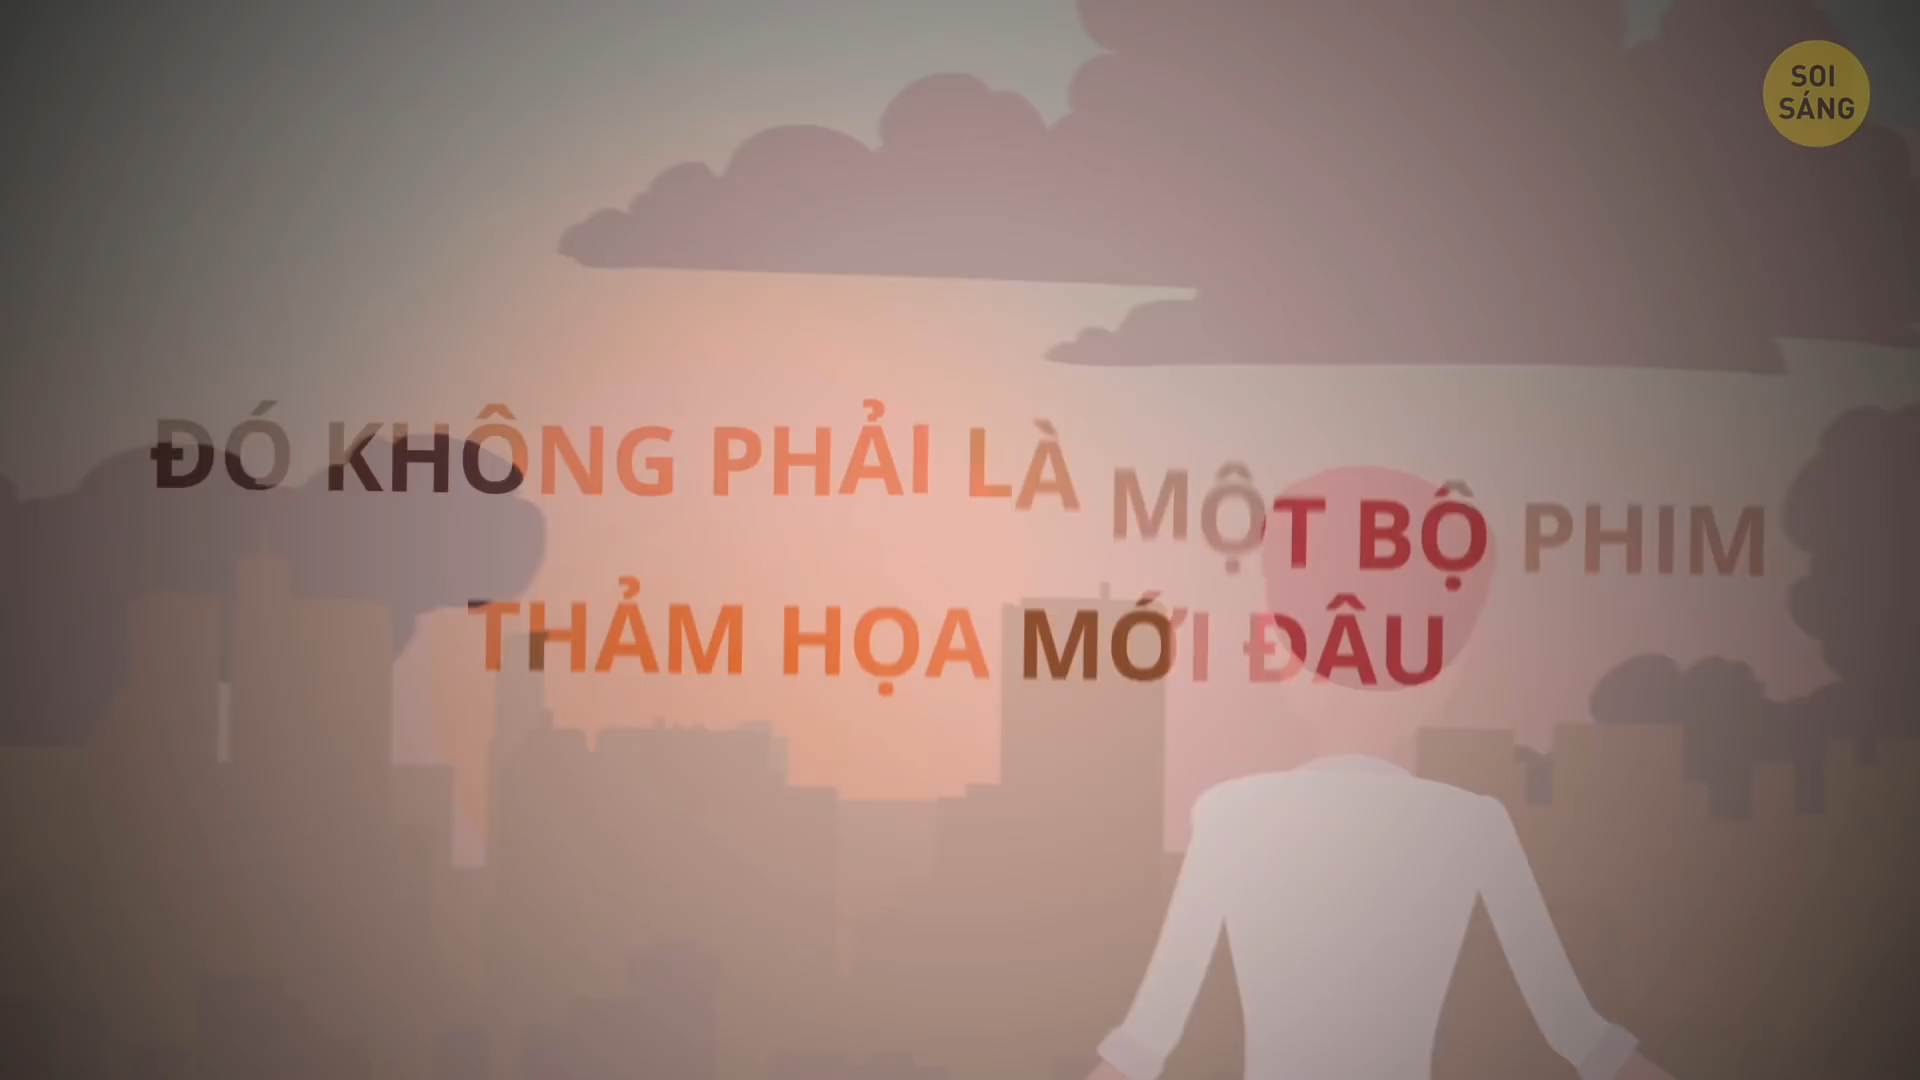 SOI
SÁNG
ĐÓ KHÔNG PHẢI LÀ MỘT BỘ PHIM
THẢM HỌA MỚI ĐÂU